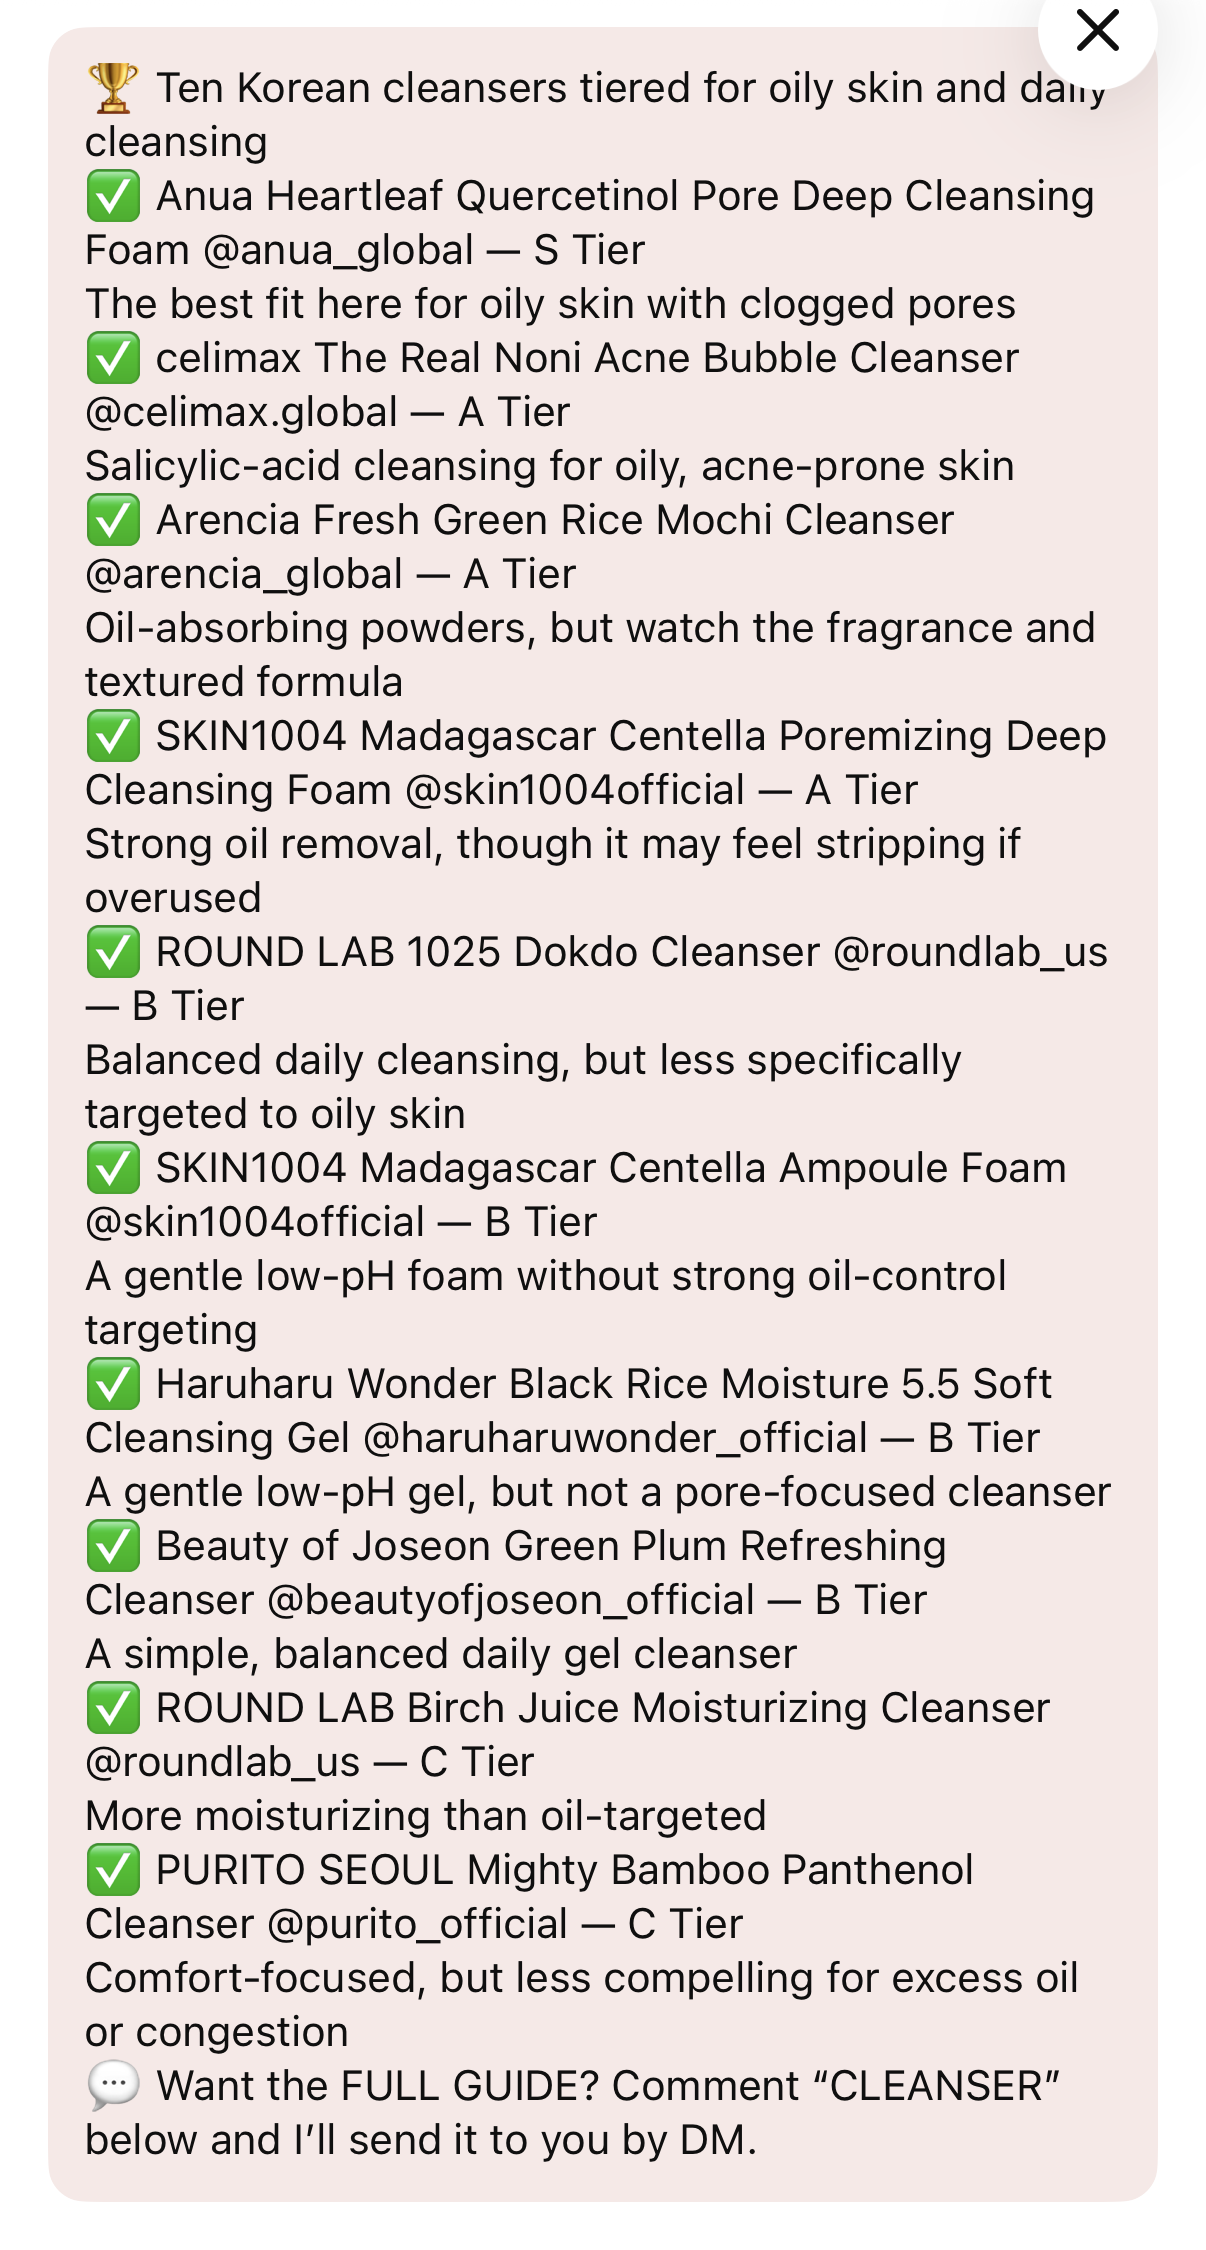 🏆 Ten Korean cleansers tiered for oily skin and daily
cleansing
✅ Anua Heartleaf Quercetinol Pore Deep Cleansing
Foam @anua_global — S Tier
The best fit here for oily skin with clogged pores
✅ celimax The Real Noni Acne Bubble Cleanser
@celimax.global — A Tier
Salicylic-acid cleansing for oily, acne-prone skin
✅ Arencia Fresh Green Rice Mochi Cleanser
@arencia_global — A Tier
Oil-absorbing powders, but watch the fragrance and
textured formula
✅ SKIN1004 Madagascar Centella Poremizing Deep
Cleansing Foam @skin1004official — A Tier
Strong oil removal, though it may feel stripping if
overused
✅ ROUND LAB 1025 Dokdo Cleanser @roundlab_us
— B Tier
Balanced daily cleansing, but less specifically
targeted to oily skin
✅ SKIN1004 Madagascar Centella Ampoule Foam
@skin1004official — B Tier
A gentle low-pH foam without strong oil-control
targeting
✅ Haruharu Wonder Black Rice Moisture 5.5 Soft
Cleansing Gel @haruharuwonder_official — B Tier
A gentle low-pH gel, but not a pore-focused cleanser
✅ Beauty of Joseon Green Plum Refreshing
Cleanser @beautyofjoseon_official — B Tier
A simple, balanced daily gel cleanser
✅ ROUND LAB Birch Juice Moisturizing Cleanser
@roundlab_us — C Tier
More moisturizing than oil-targeted
✅ PURITO SEOUL Mighty Bamboo Panthenol
Cleanser @purito_official — C Tier
Comfort-focused, but less compelling for excess oil
or congestion
💬 Want the FULL GUIDE? Comment “CLEANSER”
below and I’ll send it to you by DM.